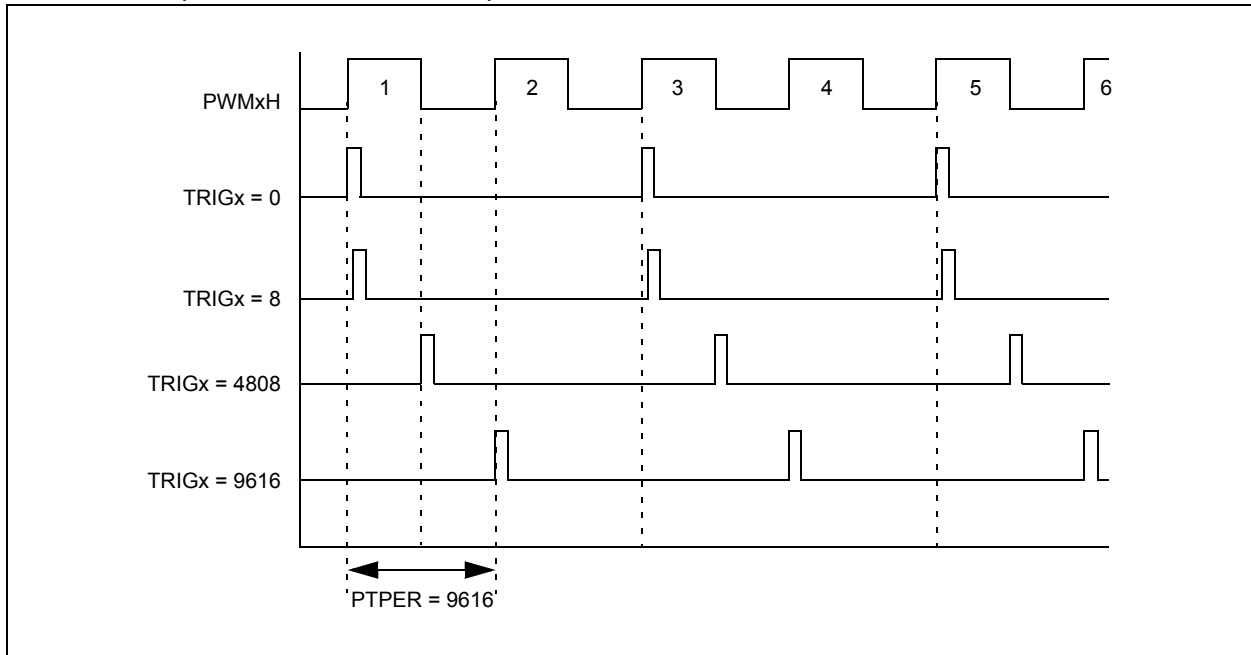 PWMxH
1 2 3 4 5 6
TRIGx = 0
TRIGx = 8
TRIGx = 4808
TRIGx = 9616
PTPER = 9616